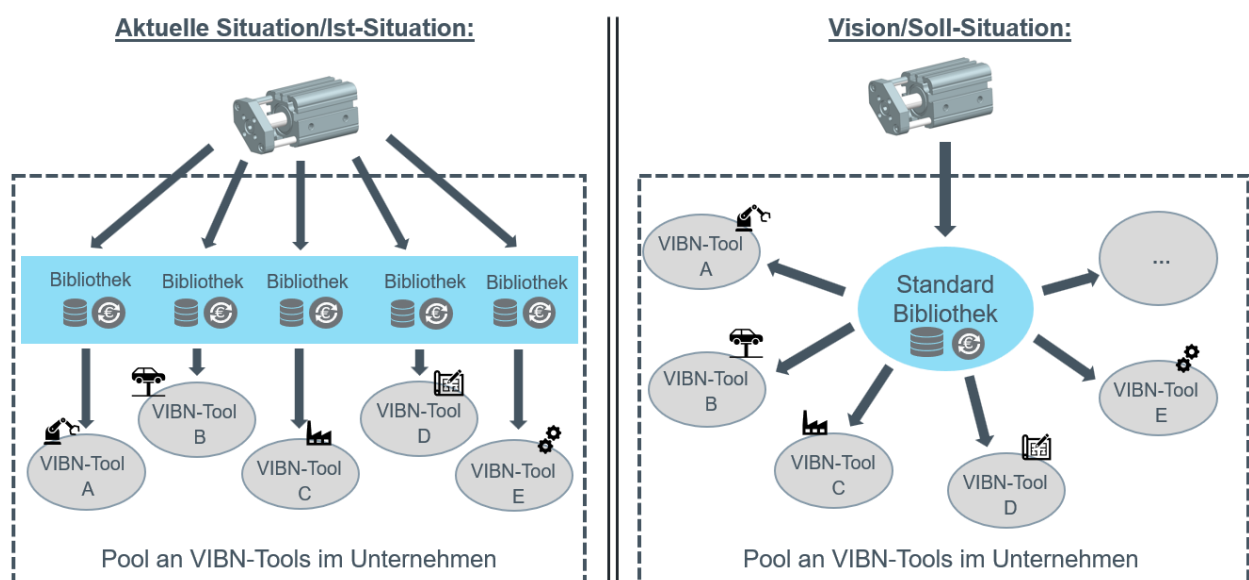 Aktuelle Situation/Ist-Situation:
Bibliothek
Bibliothek
Bibliothek
Bibliothek
Bibliothek
€
€
€
€
€
VIBN-Tool
A
VIBN-Tool
B
VIBN-Tool
C
VIBN-Tool
D
VIBN-Tool
E
Pool an VIBN-Tools im Unternehmen
Vision/Soll-Situation:
VIBN-Tool
A
VIBN-Tool
B
VIBN-Tool
C
VIBN-Tool
D
VIBN-Tool
E
...
Standard
Bibliothek
€
Pool an VIBN-Tools im Unternehmen